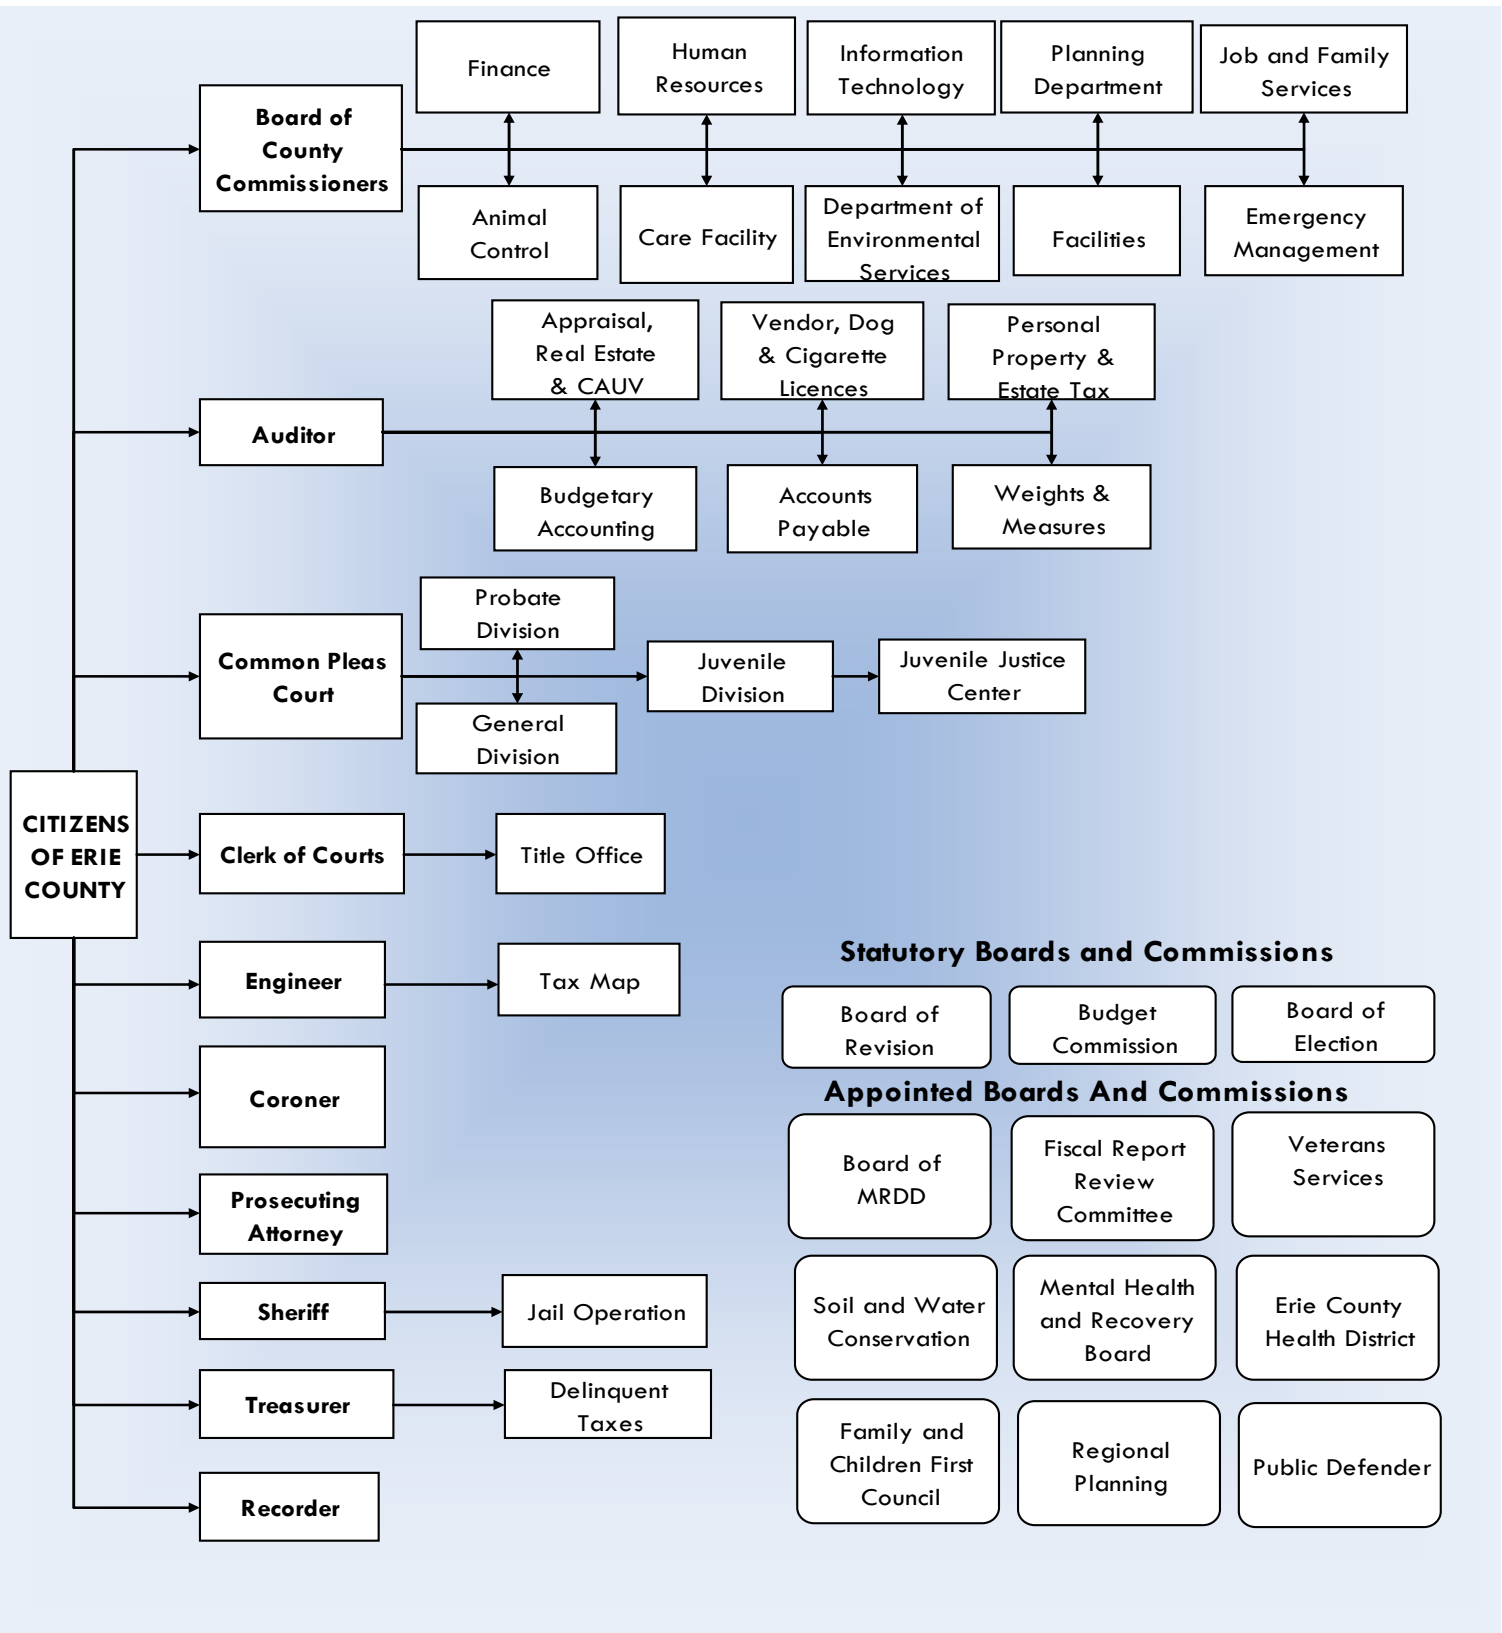 Finance
Human
Resources
Information
Technology
Planning
Department
Job and Family
Services
Board of
County
Commissioners
Animal
Control
Care Facility
Department of
Environmental
Services
Facilities
Emergency
Management
Appraisal,
Real Estate
& CAUV
Vendor, Dog
& Cigarette
Licences
Personal
Property &
Estate Tax
Auditor
Budgetary
Accounting
Accounts
Payable
Weights &
Measures
Probate
Division
Common Pleas
Court
Juvenile
Division
Juvenile Justice
Center
General
Division
CITIZENS
OF ERIE
COUNTY
Clerk of Courts
Title Office
Engineer
Tax Map
Coroner
Prosecuting
Attorney
Sheriff
Jail Operation
Treasurer
Delinquent
Taxes
Recorder
Statutory Boards and Commissions
Board of
Revision
Budget
Commission
Board of
Election
Appointed Boards And Commissions
Board of
MRDD
Fiscal Report
Review
Committee
Veterans
Services
Soil and Water
Conservation
Mental Health
and Recovery
Board
Erie County
Health District
Family and
Children First
Council
Regional
Planning
Public Defender